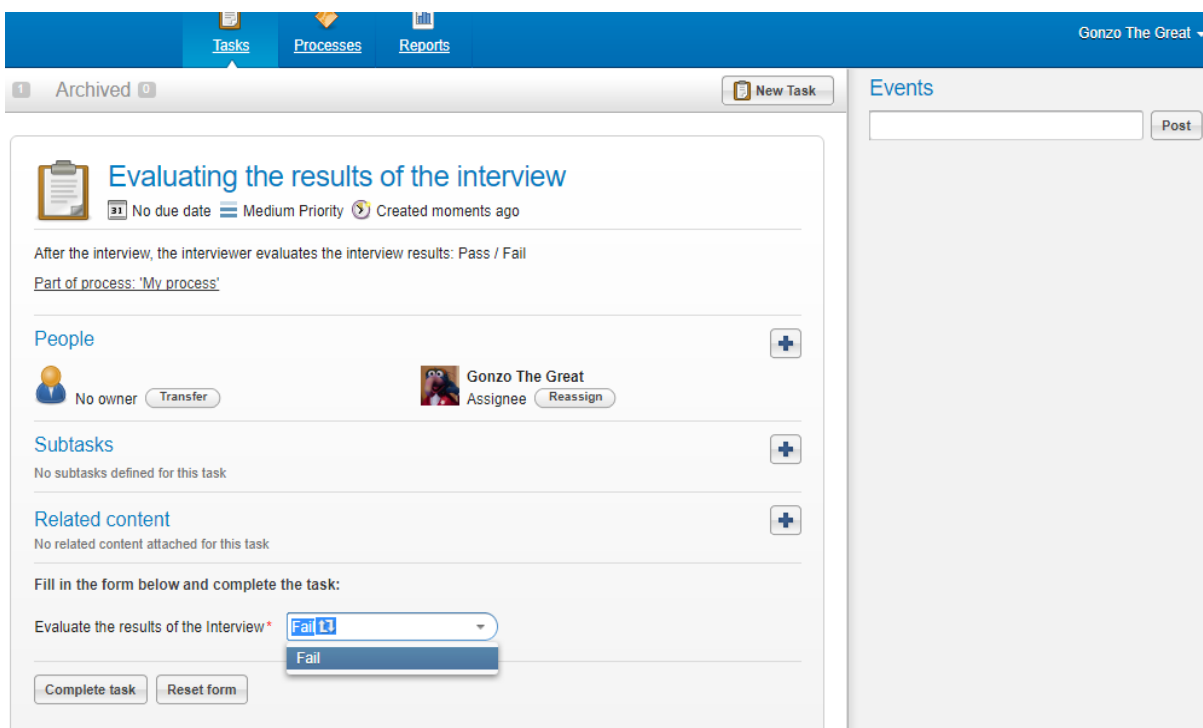 Tasks
Processes
Reports
Gonzo The Great
1 Archived 0
New Task
Events
Post
Evaluating the results of the interview
31 No due date Medium Priority Created moments ago
After the interview, the interviewer evaluates the interview results: Pass / Fail
Part of process: 'My process'
People
No owner Transfer
Gonzo The Great
Assignee Reassign
Subtasks
No subtasks defined for this task
Related content
No related content attached for this task
Fill in the form below and complete the task:
Evaluate the results of the Interview* Fail
Fail
Complete task Reset form